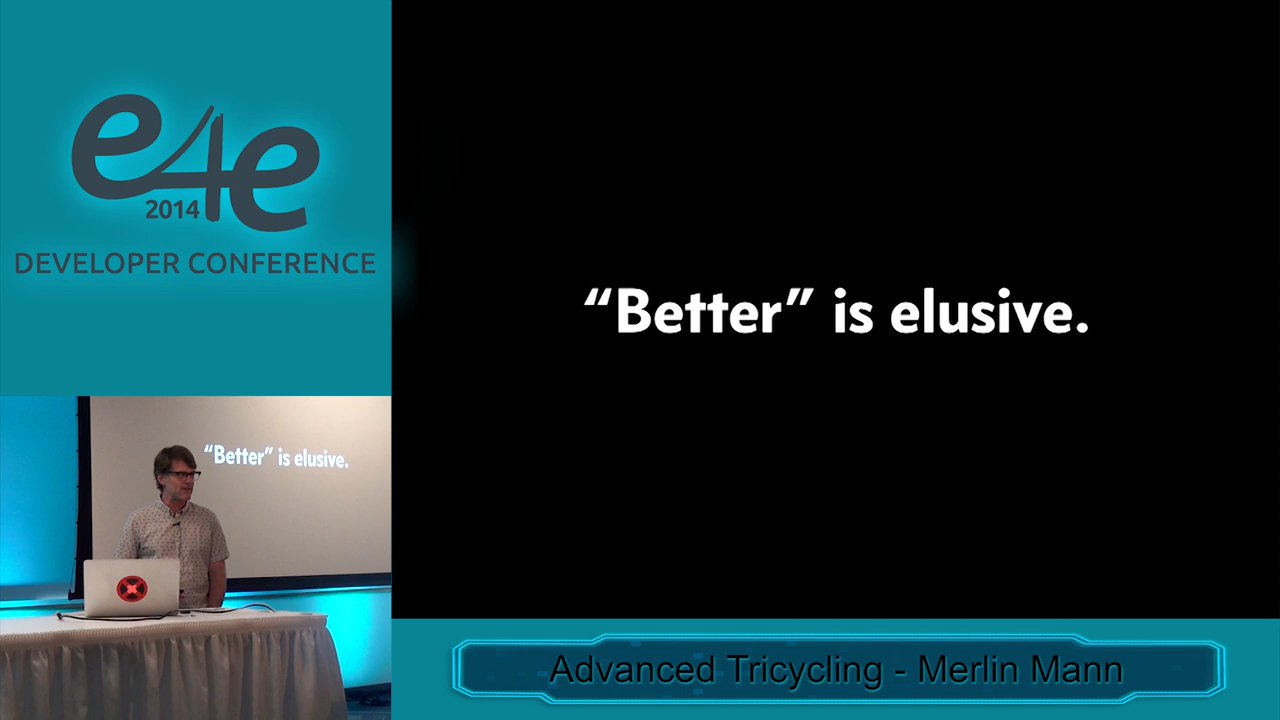 e4e
2014
DEVELOPER CONFERENCE
“Better” is elusive.
“Better” is elusive.
Advanced Tricycling - Merlin Mann